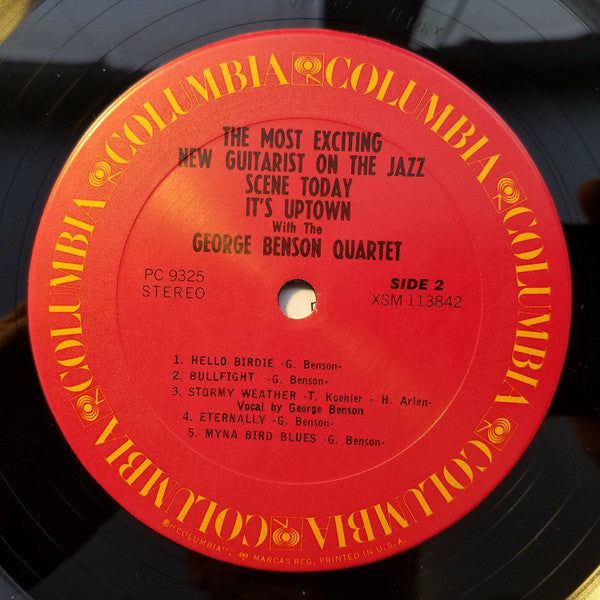 COLUMBIA COLUMBIA COLUMBIA COLUMBIA COLUMBIA COLUMBIA
THE MOST EXCITING
NEW GUITARIST ON THE JAZZ
SCENE TODAY
IT'S UPTOWN
With The
GEORGE BENSON QUARTET
PC 9325
STEREO
SIDE 2
XSM 113842
1. HELLO BIRDIE -G. Benson-
2. BULLFIGHT -G. Benson-
3. STORMY WEATHER -T. Koehler - H. Arlen-
Vocal by George Benson
4. ETERNALLY -G. Benson-
5. MYNA BIRD BLUES -G. Benson-
℗"COLUMBIA", MARCAS REG. PRINTED IN U.S.A.